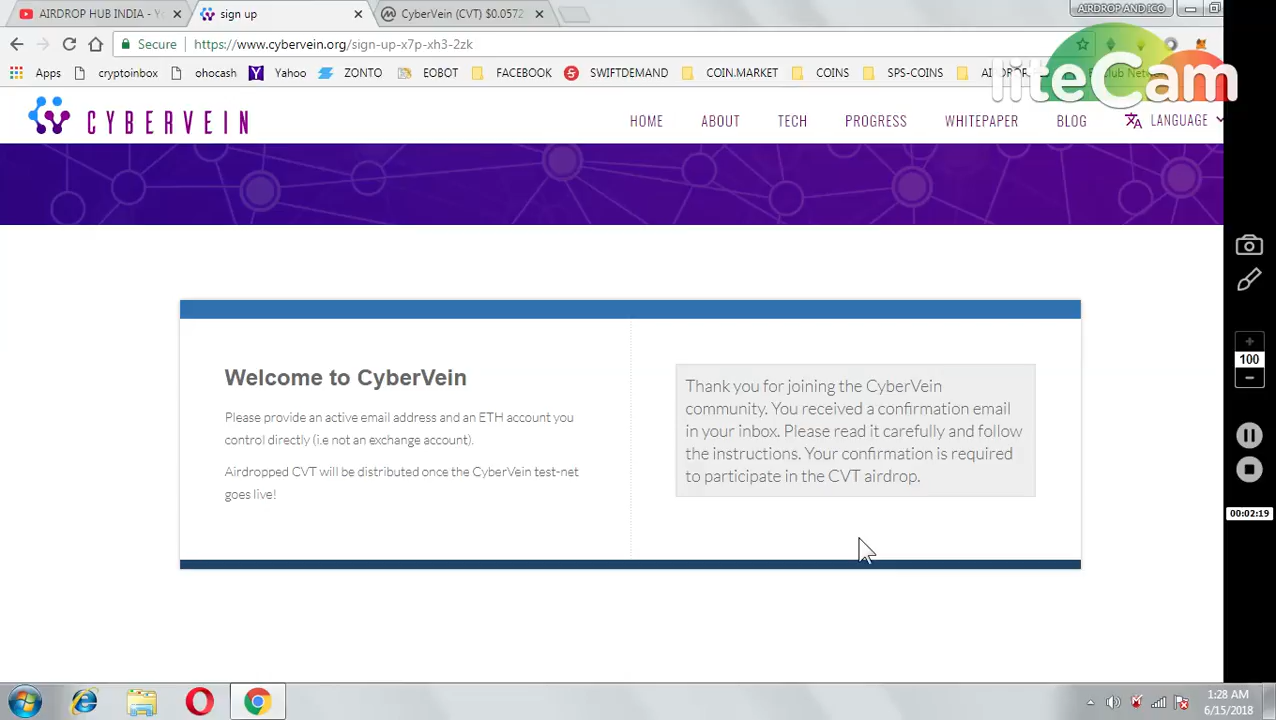 AIRDROP HUB INDIA - Y
sign up
CyberVein (CVT) $0.0572
AIRDROP AND ICO
Secure
https://www.cybervein.org/sign-up-x7p-xh3-2zk
Apps
cryptoinbox
ohocash
Yahoo
ZONTO
EOBOT
FACEBOOK
SWIFTDEMAND
COIN.MARKET
COINS
SPS-COINS
liteCam
CYBERVEIN
HOME
ABOUT
TECH
PROGRESS
WHITEPAPER
BLOG
LANGUAGE
Welcome to CyberVein
Please provide an active email address and an ETH account you
control directly (i.e not an exchange account).
Airdropped CVT will be distributed once the CyberVein test-net
goes live!
Thank you for joining the CyberVein
community. You received a confirmation email
in your inbox. Please read it carefully and follow
the instructions. Your confirmation is required
to participate in the CVT airdrop.
100
00:02:19
1:28 AM
6/15/2018